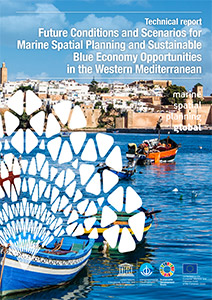 Technical report
Future Conditions and Scenarios for
Marine Spatial Planning and Sustainable
Blue Economy Opportunities
in the Western Mediterranean
marine
spatial
planning
global
unesco